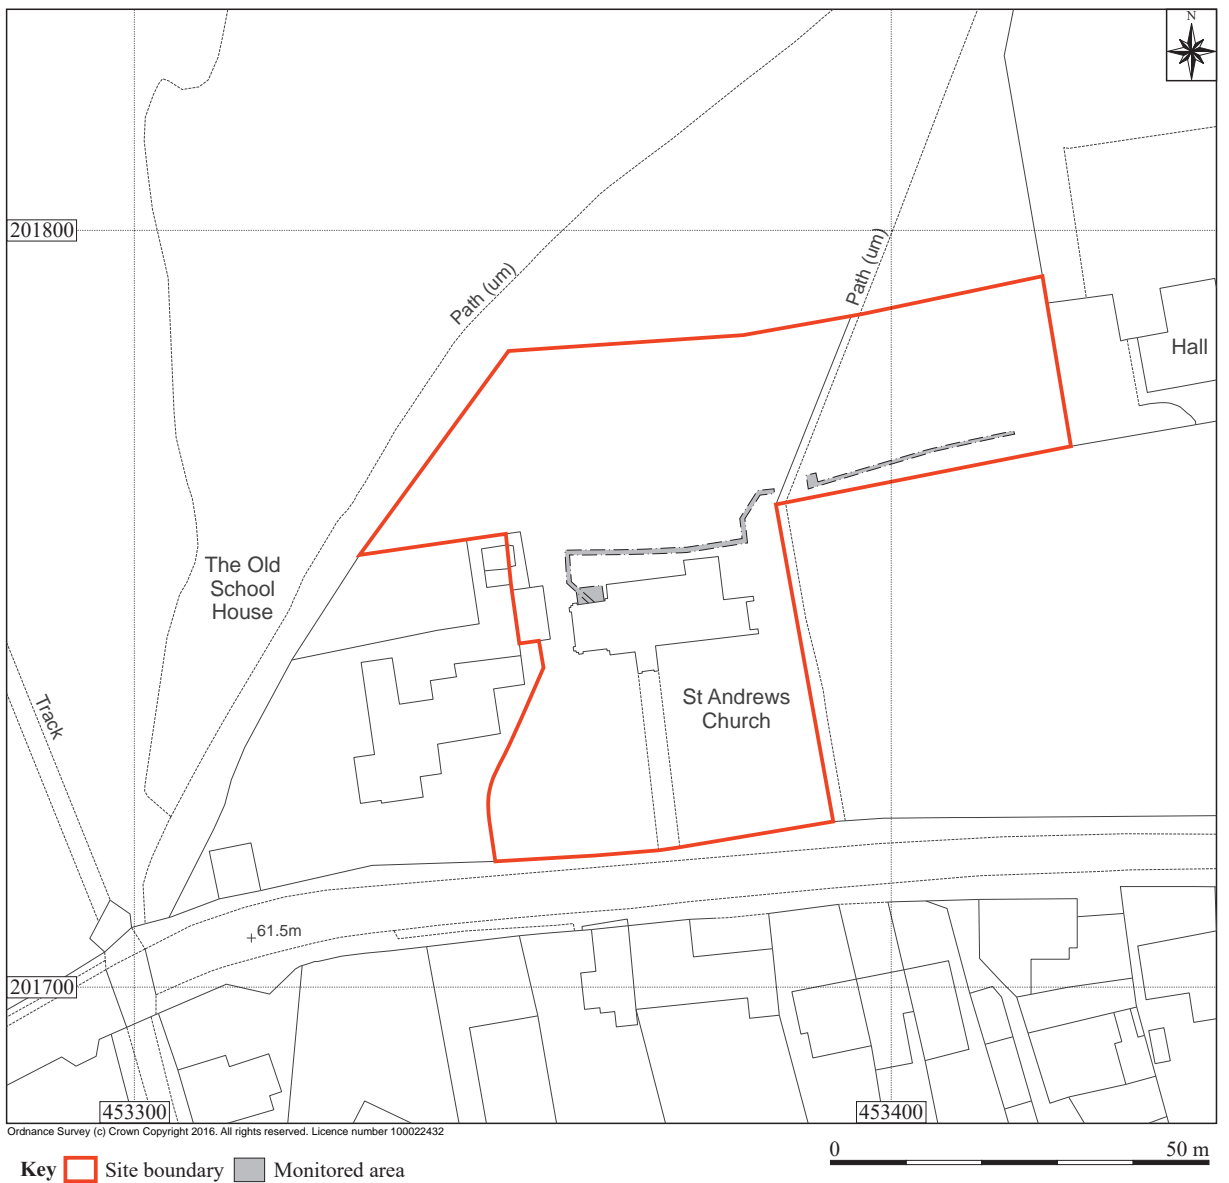 N
201800
Path (um)
Path (um)
Hall
The Old
School
House
St Andrews
Church
Track
61.5m
201700
453300
453400
Ordnance Survey (c) Crown Copyright 2016. All rights reserved. Licence number 100022432
Key Site boundary Monitored area
0 50 m